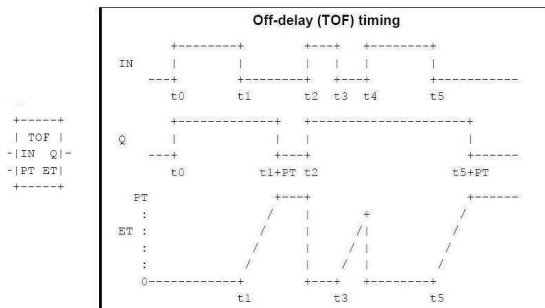 Off-delay (TOF) timing
+--------+ +---+ +--------+
IN | | | | | |
---+ +--------+ +---+ +-----------
t0 t1 t2 t3 t4 t5
+-------------+ +---------------------+
Q | | | |
---+ +---+ +------
t0 t1+PT t2 t5+PT
PT +---+ +------
: / | + /
ET : / | /| /
: / | / | /
: / | / | /
0-----------+ +---+ +--------+
t1 t3 t5
+-----+
| TOF |
-|IN Q|-
-|PT ET|
+-----+